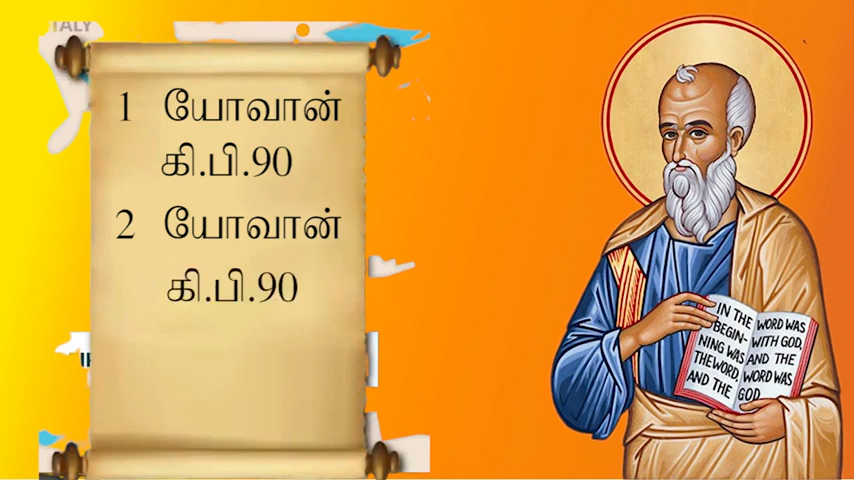 ITALY
1 யோவான்
கி.பி.90
2 யோவான்
கி.பி.90
IN THE
BEGIN-
NING WAS
THE WORD,
AND THE
WORD WAS
WITH GOD
AND THE
WORD WAS
GOD